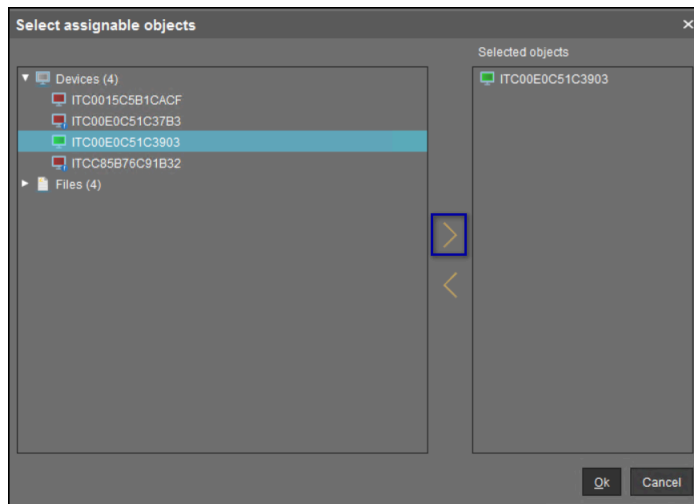 Select assignable objects
Selected objects
Devices (4)
ITC0015C5B1CACF
ITC00E0C51C37B3
ITC00E0C51C3903
ITCC85B76C91B32
Files (4)
ITC00E0C51C3903
Ok
Cancel